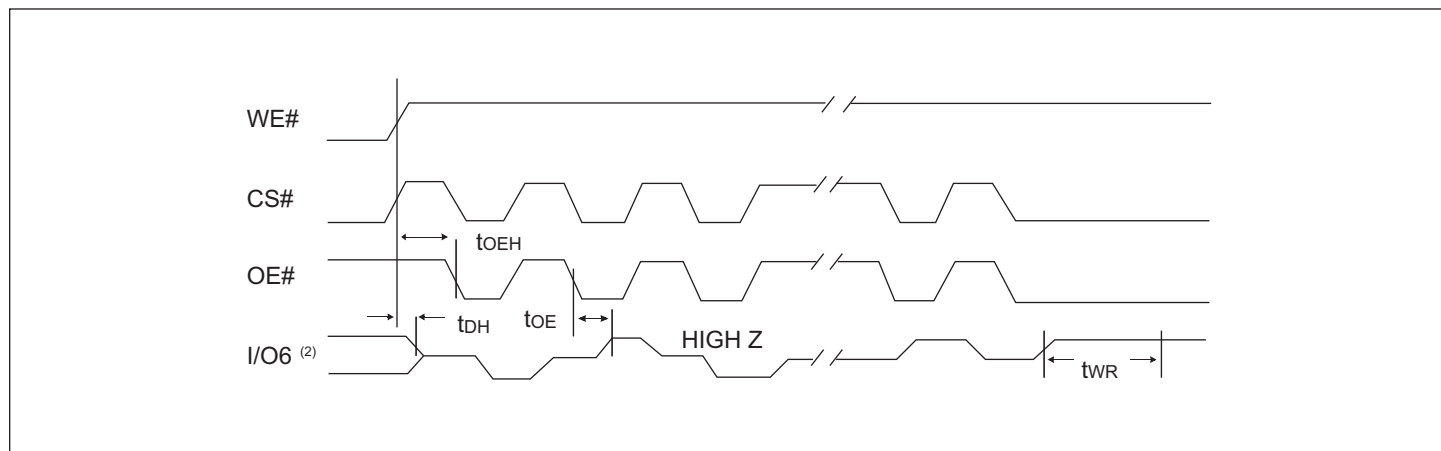 WE#
CS#
tOEH
OE#
tDH
tOE
HIGH Z
I/O6 (2)
tWR